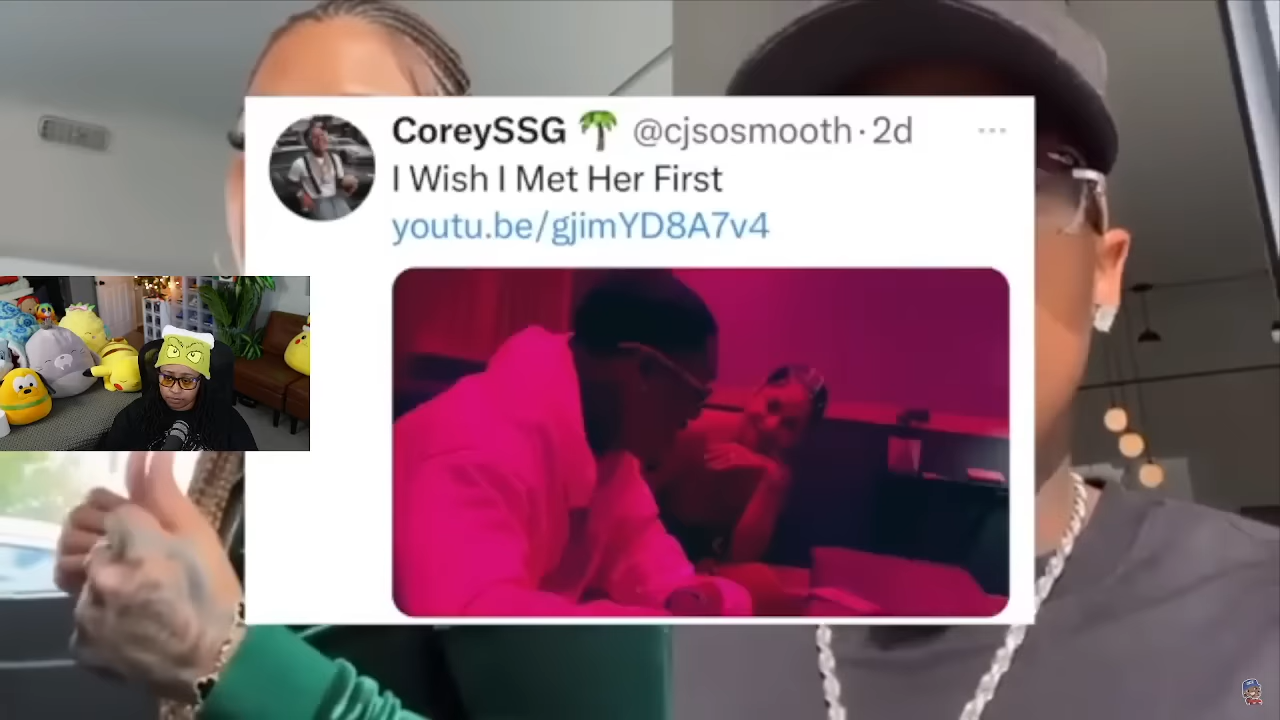 CoreySSG 🌴 @cjsosmooth · 2d
I Wish I Met Her First
youtu.be/gjimYD8A7v4